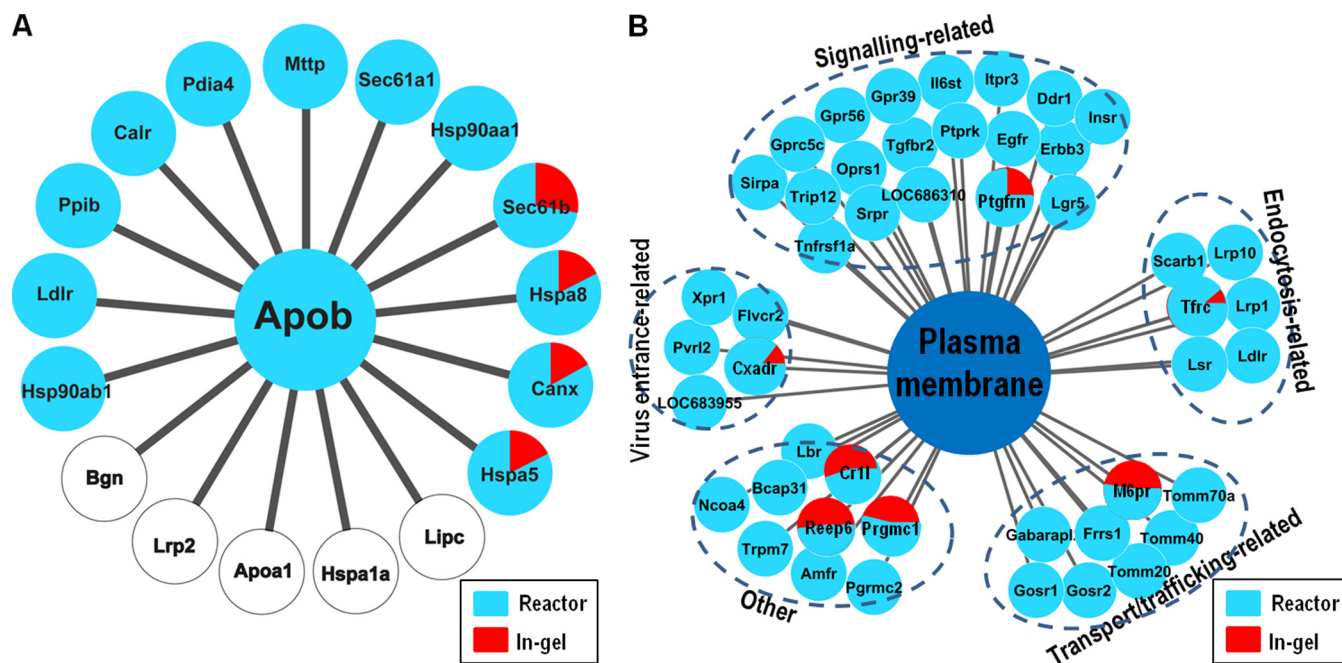 A
Apob
Mttp
Sec61a1
Hsp90aa1
Sec61b
Hspa8
Canx
Hspa5
Lipc
Hspa1a
Apoa1
Lrp2
Bgn
Hsp90ab1
Ldlr
Ppib
Calr
Pdia4
Reactor
In-gel
B
Signalling-related
Il6st
Itpr3
Gpr39
Ddr1
Gpr56
Insr
Ptprk
Egfr
Gprc5c
Tgfbr2
Erbb3
Oprs1
Sirpa
Trip12
LOC686310
Ptgfrn
Lgr5
Srpr
Tnfrsf1a
Endocytosis-related
Scarb1
Lrp10
Tfrc
Lrp1
Lsr
Ldlr
Virus entrance-related
Xpr1
Flvcr2
Pvrl2
Cxadr
LOC683955
Plasma
membrane
Other
Lbr
Cr1l
Bcap31
Ncoa4
Reep6
Prgmc1
Trpm7
Amfr
Pgrmc2
Transport/trafficking-related
M6pr
Tomm70a
Gabarapl
Frrs1
Tomm40
Tomm20
Gosr1
Gosr2
Reactor
In-gel